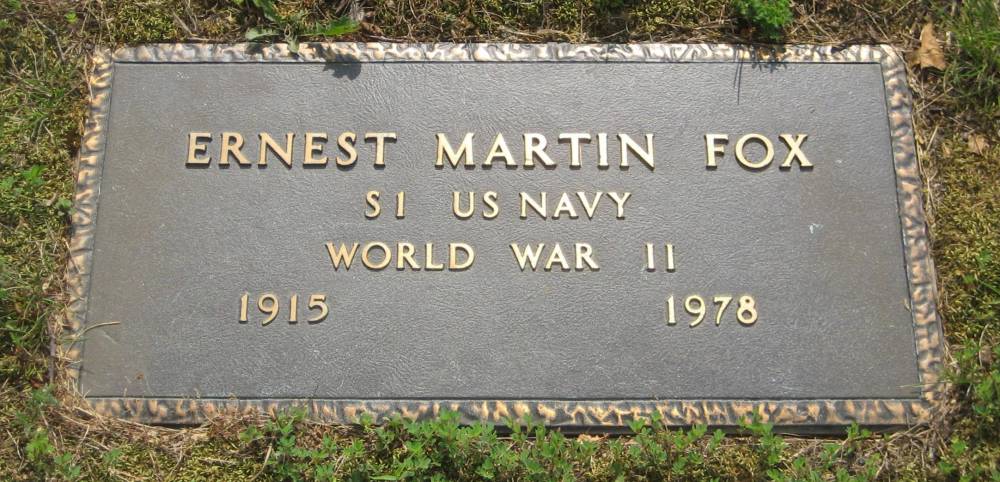 ERNEST MARTIN FOX
S1 US NAVY
WORLD WAR II
1915 1978